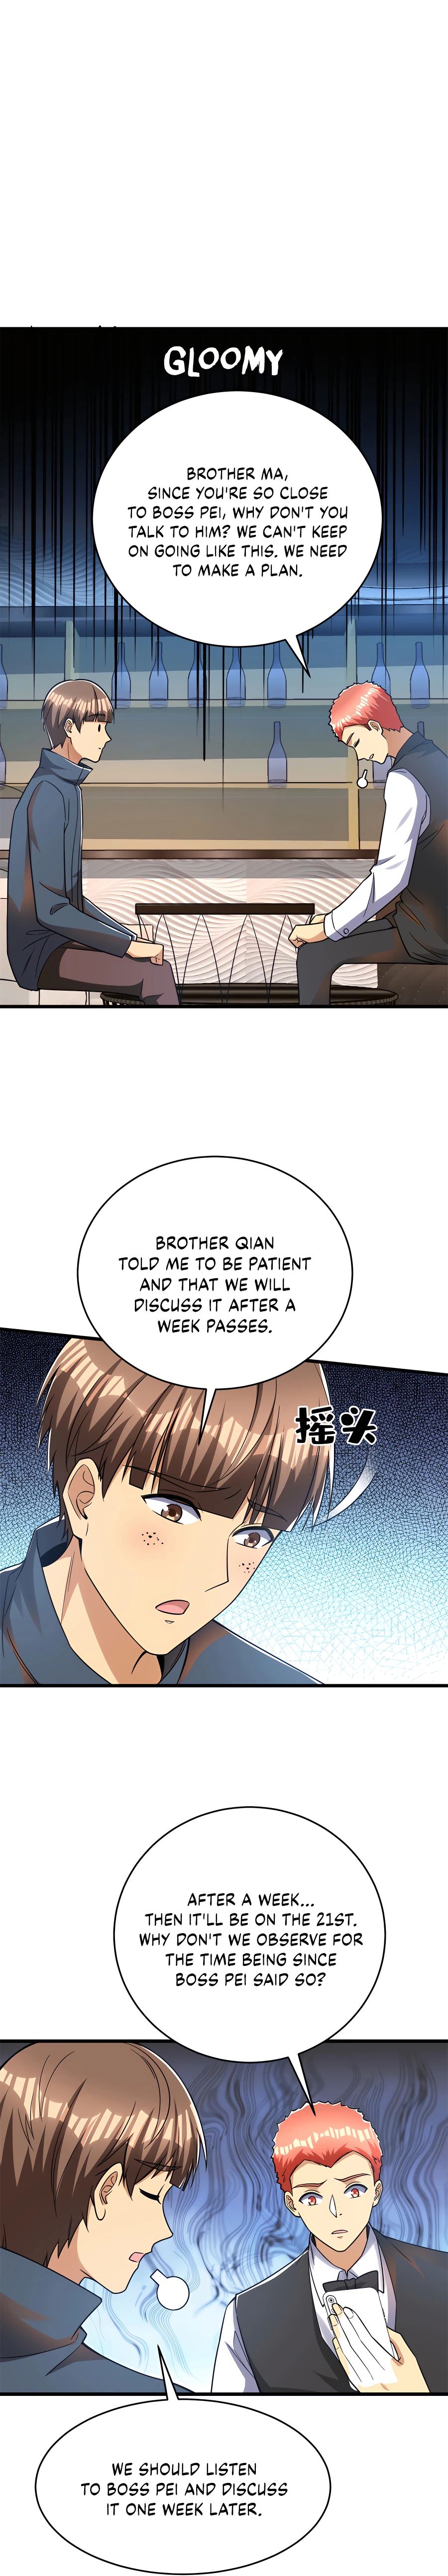 GLOOMY
BROTHER MA,
SINCE YOU'RE SO CLOSE
TO BOSS PEI, WHY DON'T YOU
TALK TO HIM? WE CAN'T KEEP
ON GOING LIKE THIS. WE NEED
TO MAKE A PLAN.
BROTHER QIAN
TOLD ME TO BE PATIENT
AND THAT WE WILL
DISCUSS IT AFTER A
WEEK PASSES.
摇头
AFTER A WEEK...
THEN IT'LL BE ON THE 21ST.
WHY DON'T WE OBSERVE FOR
THE TIME BEING SINCE
BOSS PEI SAID SO?
WE SHOULD LISTEN
TO BOSS PEI AND DISCUSS
IT ONE WEEK LATER.